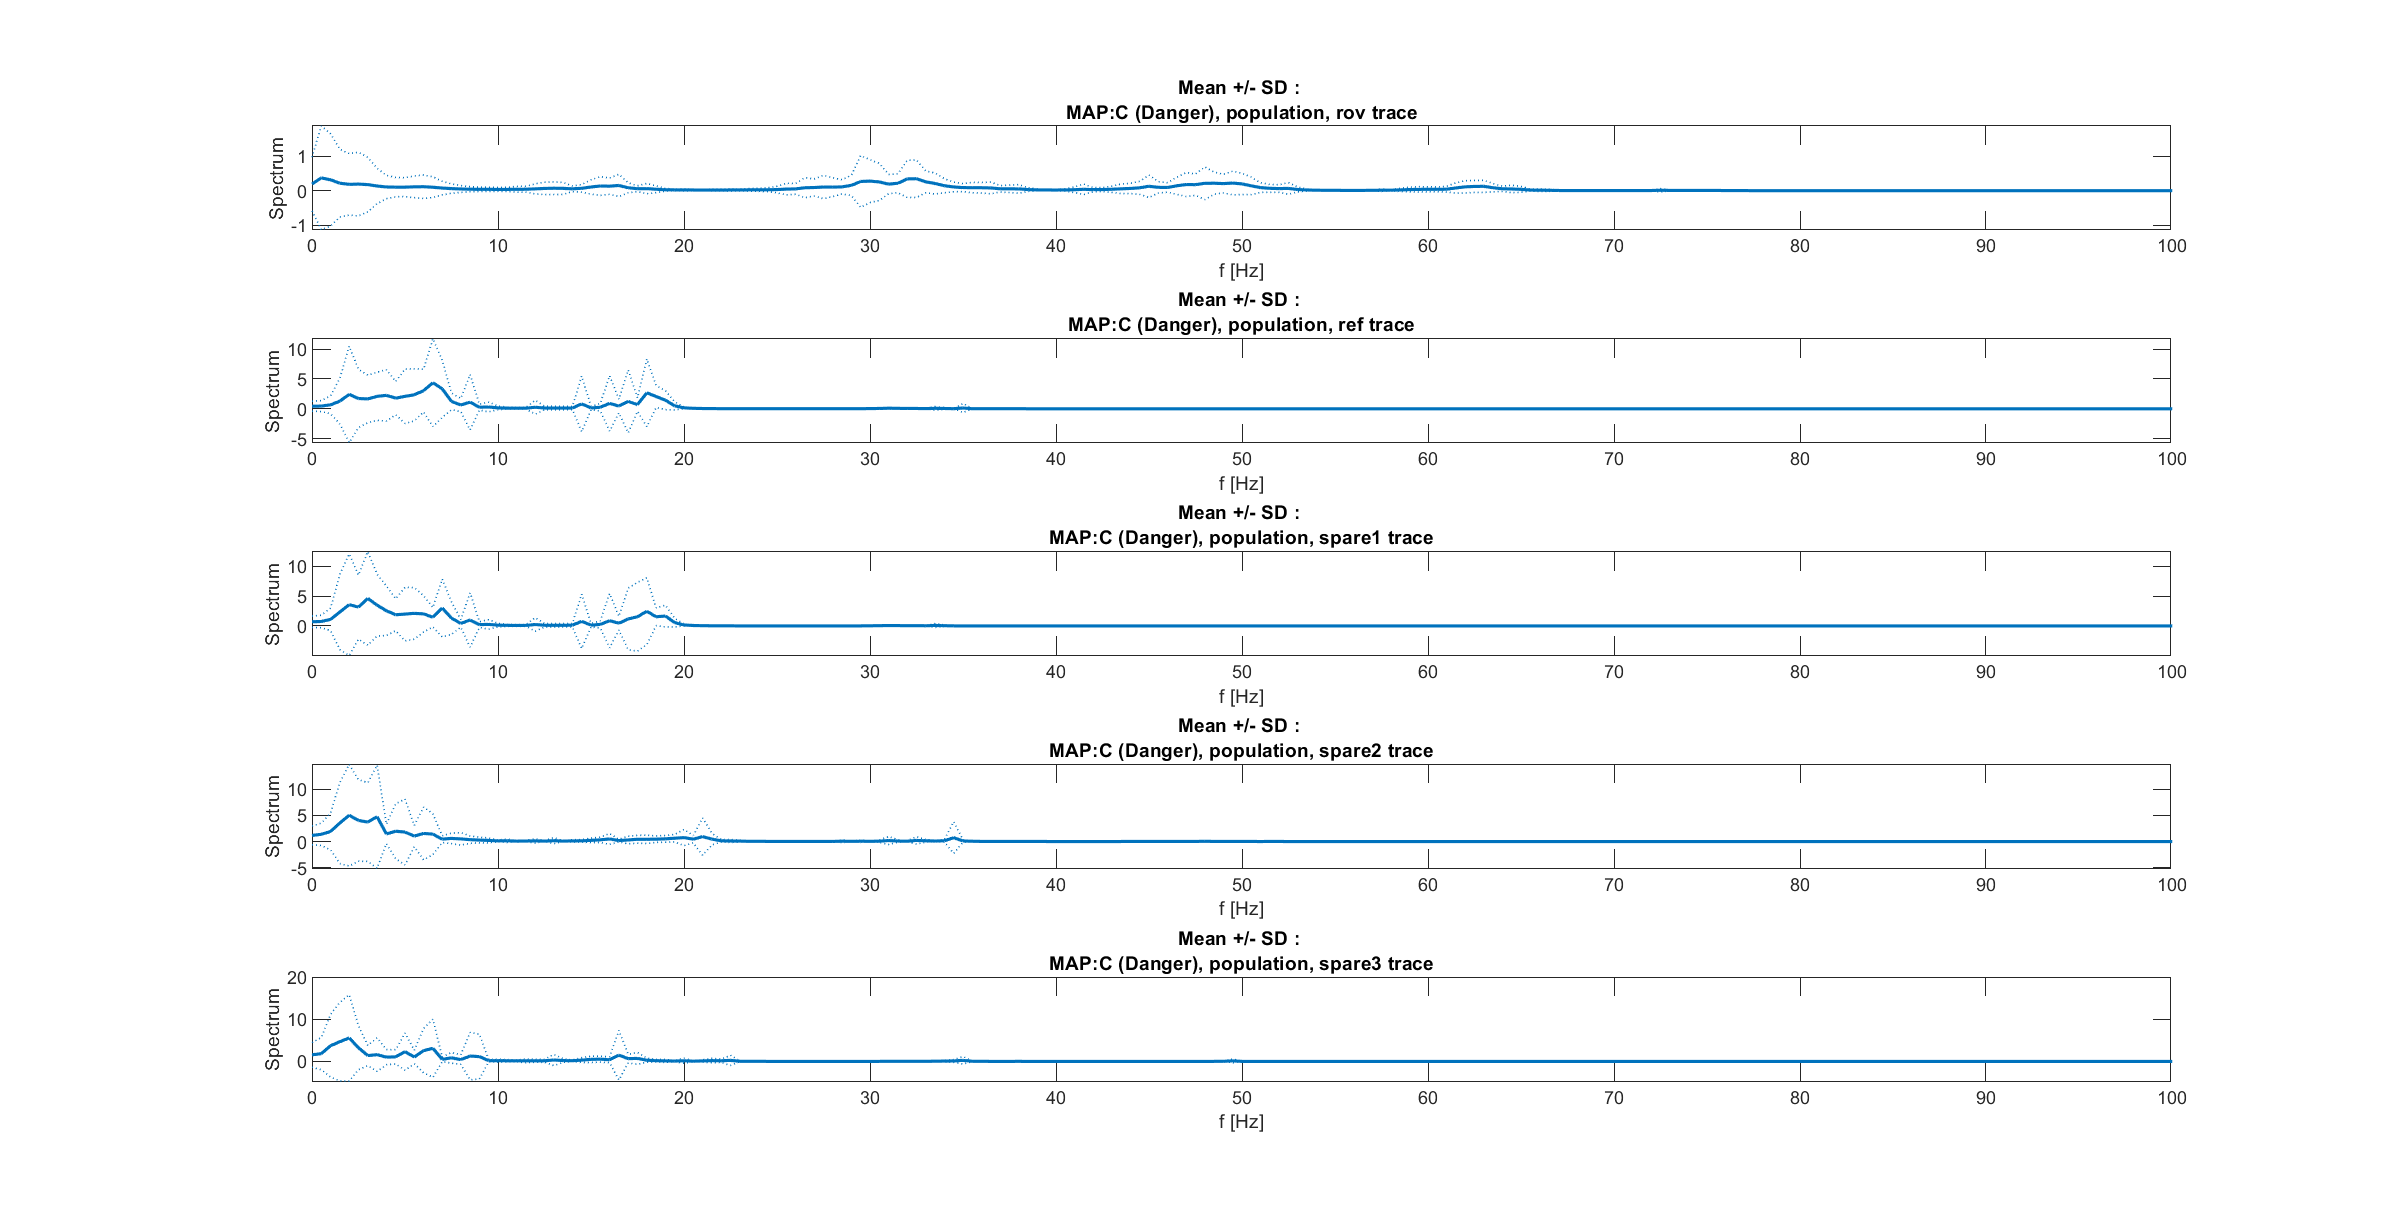 Mean +/- SD :
MAP:C (Danger), population, rov trace
Spectrum
1
0
-1
0 10 20 30 40 50 60 70 80 90 100
f [Hz]
Mean +/- SD :
MAP:C (Danger), population, ref trace
Spectrum
10
5
0
-5
0 10 20 30 40 50 60 70 80 90 100
f [Hz]
Mean +/- SD :
MAP:C (Danger), population, spare1 trace
Spectrum
10
5
0
0 10 20 30 40 50 60 70 80 90 100
f [Hz]
Mean +/- SD :
MAP:C (Danger), population, spare2 trace
Spectrum
10
5
0
-5
0 10 20 30 40 50 60 70 80 90 100
f [Hz]
Mean +/- SD :
MAP:C (Danger), population, spare3 trace
Spectrum
20
10
0
0 10 20 30 40 50 60 70 80 90 100
f [Hz]